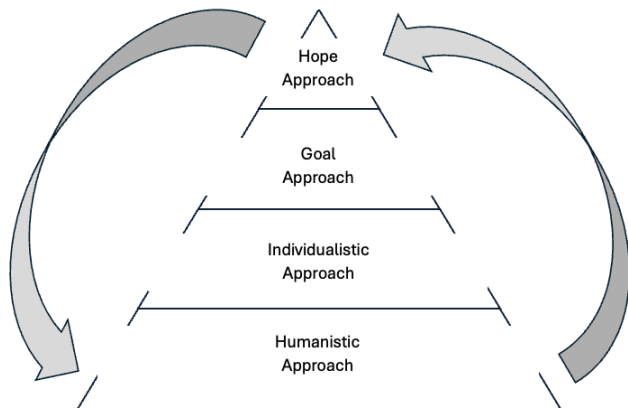 Hope
Approach
Goal
Approach
Individualistic
Approach
Humanistic
Approach